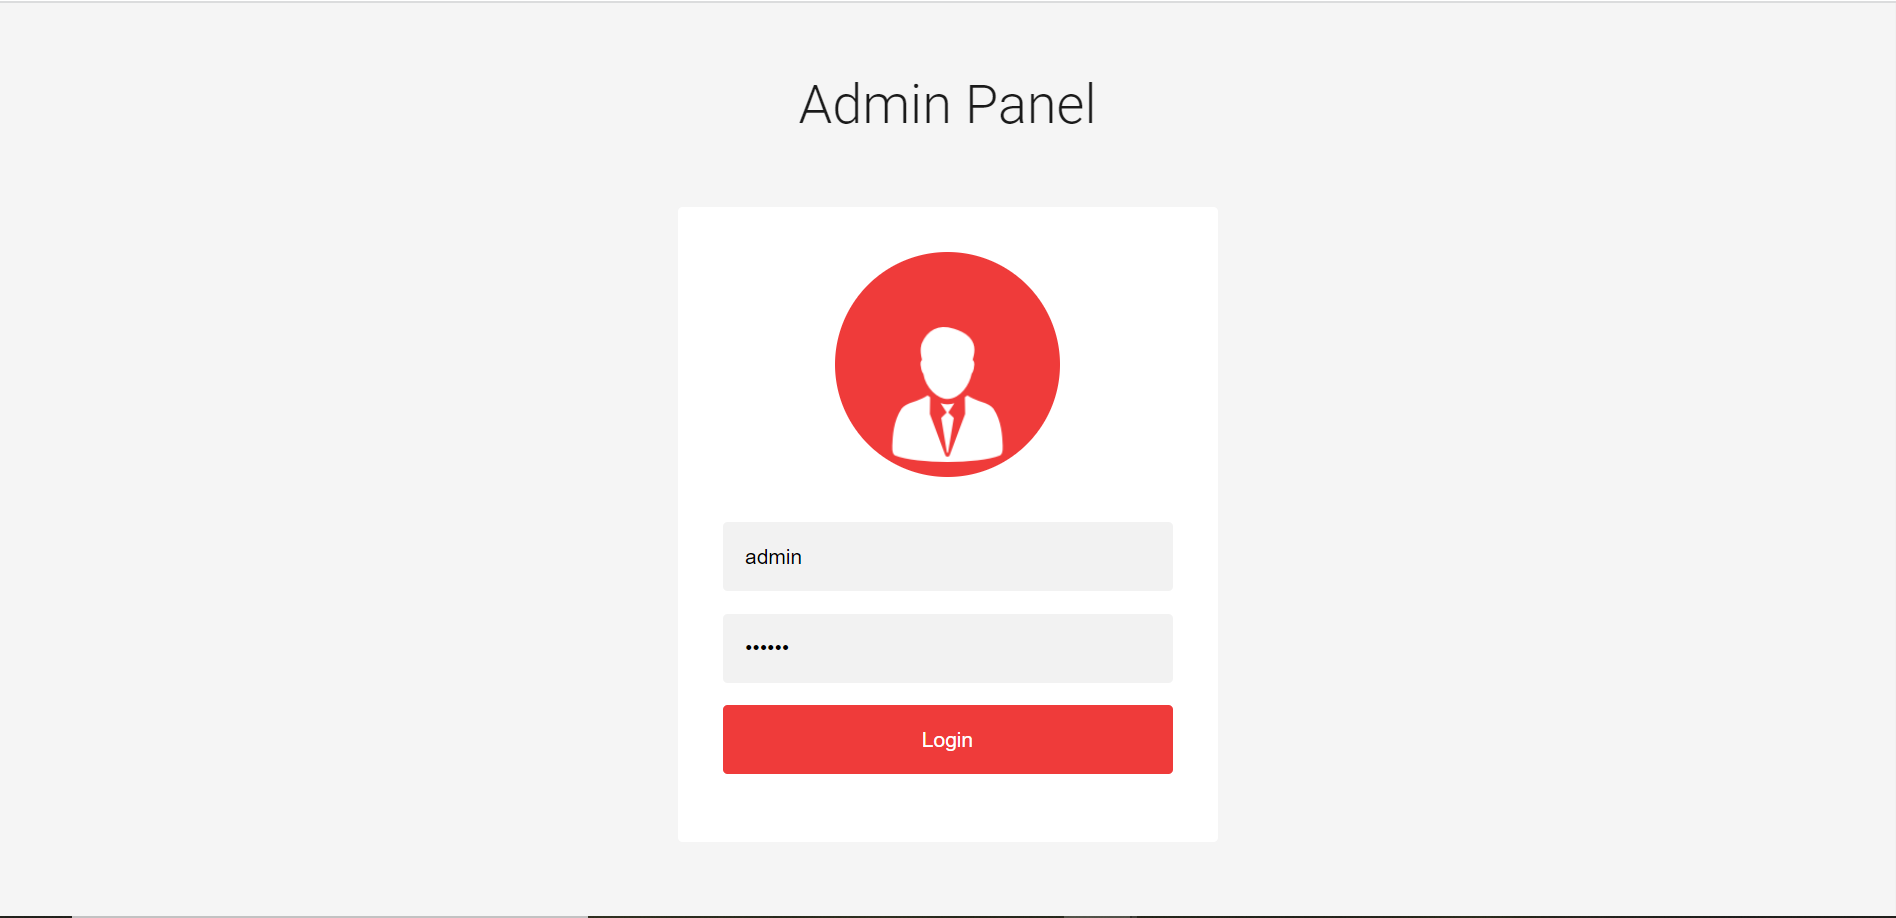 Admin Panel
admin
••••••
Login